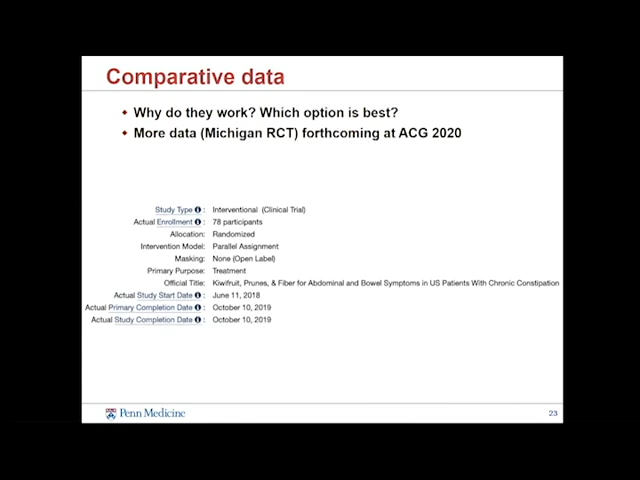 Comparative data
Why do they work? Which option is best?
More data (Michigan RCT) forthcoming at ACG 2020
Study Type : Interventional (Clinical Trial)
Actual Enrollment : 78 participants
Allocation: Randomized
Intervention Model: Parallel Assignment
Masking: None (Open Label)
Primary Purpose: Treatment
Official Title: Kiwifruit, Prunes, & Fiber for Abdominal and Bowel Symptoms in US Patients With Chronic Constipation
Actual Study Start Date : June 11, 2018
Actual Primary Completion Date : October 10, 2019
Actual Study Completion Date : October 10, 2019
Penn Medicine
23